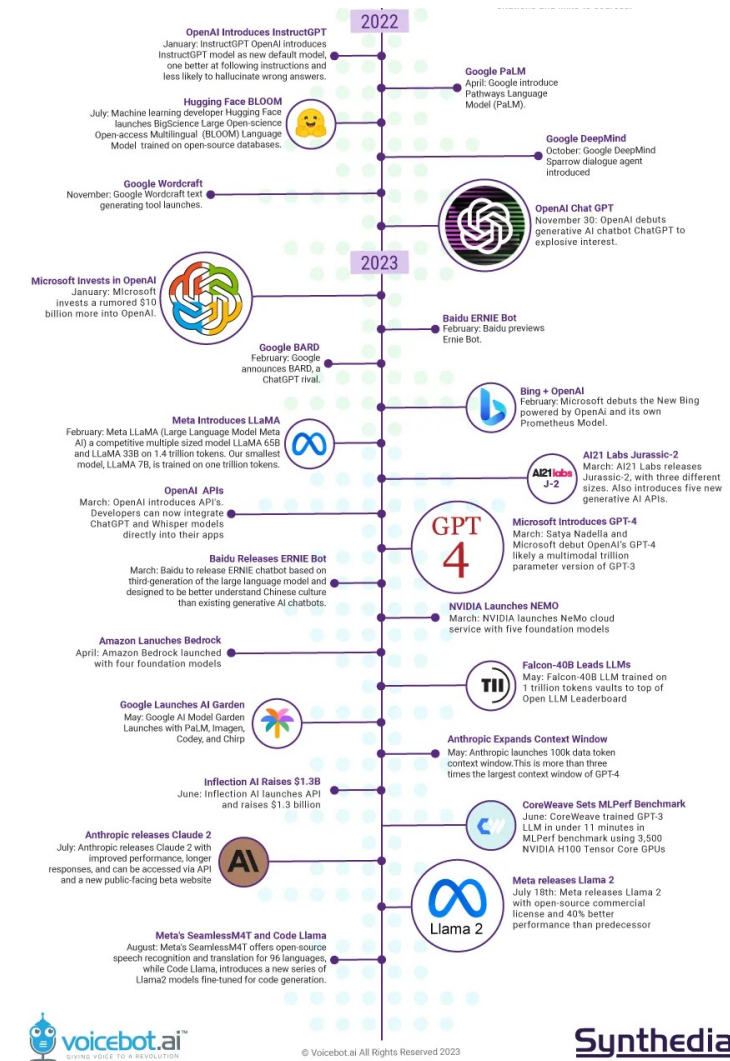 2022
OpenAI Introduces InstructGPT
January: InstructGPT OpenAI introduces
InstructGPT model as new default model,
one better at following instructions and
less likely to hallucinate wrong answers.
Google PaLM
April: Google introduce
Pathways Language
Model (PaLM).
Hugging Face BLOOM
July: Machine learning developer Hugging Face
launches BigScience Large Open-science
Open-access Multilingual (BLOOM) Language
Model trained on open-source databases.
Google DeepMind
October: Google DeepMind
Sparrow dialogue agent
introduced
Google Wordcraft
November: Google Wordcraft text
generating tool launches.
OpenAI Chat GPT
November 30: OpenAI debuts
generative AI chatbot ChatGPT to
explosive interest.
2023
Microsoft Invests in OpenAI
January: Microsoft
invests a rumored $10
billion more into OpenAI.
Baidu ERNIE Bot
February: Baidu previews
Ernie Bot.
Google BARD
February: Google
announces BARD, a
ChatGPT rival.
Bing + OpenAI
February: Microsoft debuts the New Bing
powered by OpenAi and its own
Prometheus Model.
Meta Introduces LLaMA
February: Meta LLaMA (Large Language Model Meta
AI) a competitive multiple sized model LLaMA 65B
and LLaMA 33B on 1.4 trillion tokens. Our smallest
model, LLaMA 7B, is trained on one trillion tokens.
AI21labs
J-2
AI21 Labs Jurassic-2
March: AI21 Labs releases
Jurassic-2, with three different
sizes. Also introduces five new
generative AI APIs.
OpenAI APIs
March: OpenAI introduces API's.
Developers can now integrate
ChatGPT and Whisper models
directly into their apps
GPT
4
Microsoft Introduces GPT-4
March: Satya Nadella and
Microsoft debut OpenAI's GPT-4
likely a multimodal trillion
parameter version of GPT-3
Baidu Releases ERNIE Bot
March: Baidu to release ERNIE chatbot based on
third-generation of the large language model and
designed to be better understand Chinese culture
than existing generative AI chatbots.
NVIDIA Launches NEMO
March: NVIDIA launches NeMo cloud
service with five foundation models
Amazon Lanuches Bedrock
April: Amazon Bedrock launched
with four foundation models
TII
Falcon-40B Leads LLMs
May: Falcon-40B LLM trained on
1 trillion tokens vaults to top of
Open LLM Leaderboard
Google Launches AI Garden
May: Google AI Model Garden
Launches with PaLM, Imagen,
Codey, and Chirp
Anthropic Expands Context Window
May: Anthropic launches 100k data token
context window.This is more than three
times the largest context window of GPT-4
Inflection AI Raises $1.3B
June: Inflection AI launches API
and raises $1.3 billion
CoreWeave Sets MLPerf Benchmark
June: CoreWeave trained GPT-3
LLM in under 11 minutes in
MLPerf benchmark using 3,500
NVIDIA H100 Tensor Core GPUs
Anthropic releases Claude 2
July: Anthropic releases Claude 2 with
improved performance, longer
responses, and can be accessed via API
and a new public-facing beta website
AI
Llama 2
Meta releases Llama 2
July 18th: Meta releases Llama 2
with open-source commercial
license and 40% better
performance than predecessor
Meta's SeamlessM4T and Code Llama
August: Meta's SeamlessM4T offers open-source
speech recognition and translation for 96 languages,
while Code Llama, introduces a new series of
Llama2 models fine-tuned for code generation.
voicebot.ai™
GIVING VOICE TO A REVOLUTION
© Voicebot.ai All Rights Reserved 2023
Synthedia